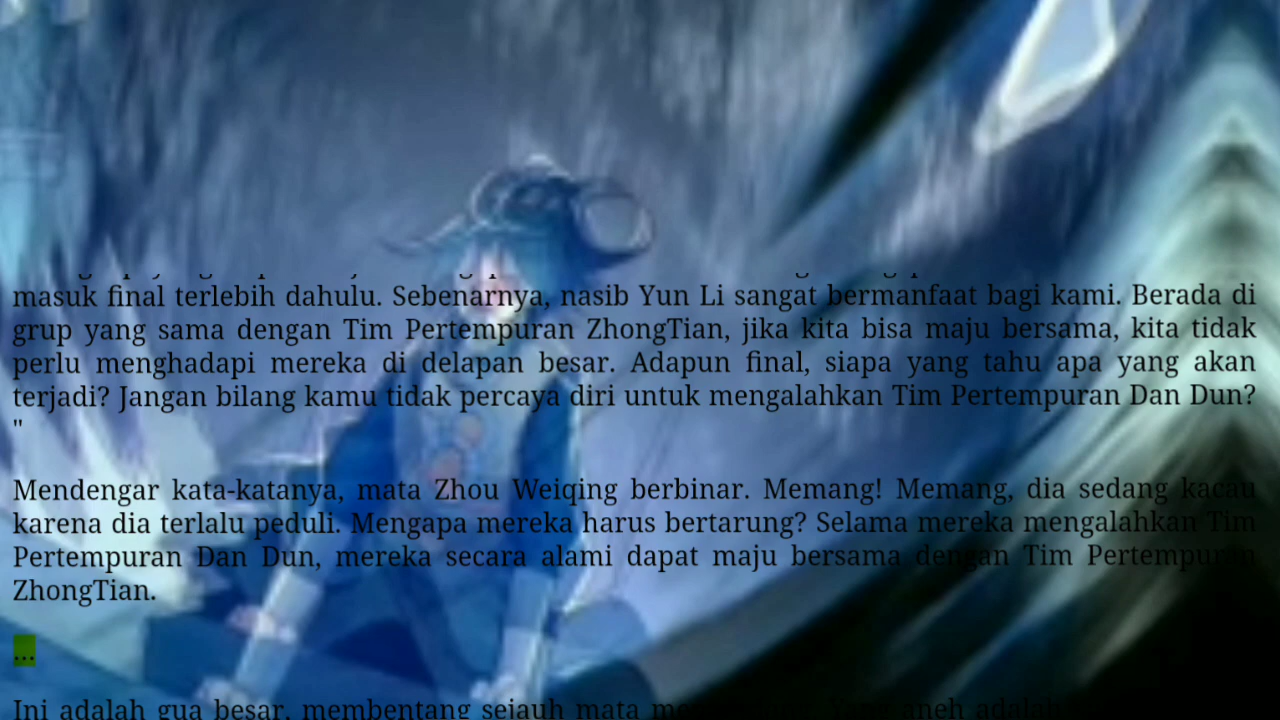 masuk final terlebih dahulu. Sebenarnya, nasib Yun Li sangat bermanfaat bagi kami. Berada di
grup yang sama dengan Tim Pertempuran ZhongTian, jika kita bisa maju bersama, kita tidak
perlu menghadapi mereka di delapan besar. Adapun final, siapa yang tahu apa yang akan
terjadi? Jangan bilang kamu tidak percaya diri untuk mengalahkan Tim Pertempuran Dan Dun?
"
Mendengar kata-katanya, mata Zhou Weiqing berbinar. Memang! Memang, dia sedang kacau
karena dia terlalu peduli. Mengapa mereka harus bertarung? Selama mereka mengalahkan Tim
Pertempuran Dan Dun, mereka secara alami dapat maju bersama dengan Tim Pertempuran
ZhongTian.
...
Ini adalah gua besar, membentang sejauh mata Yang aneh adalah